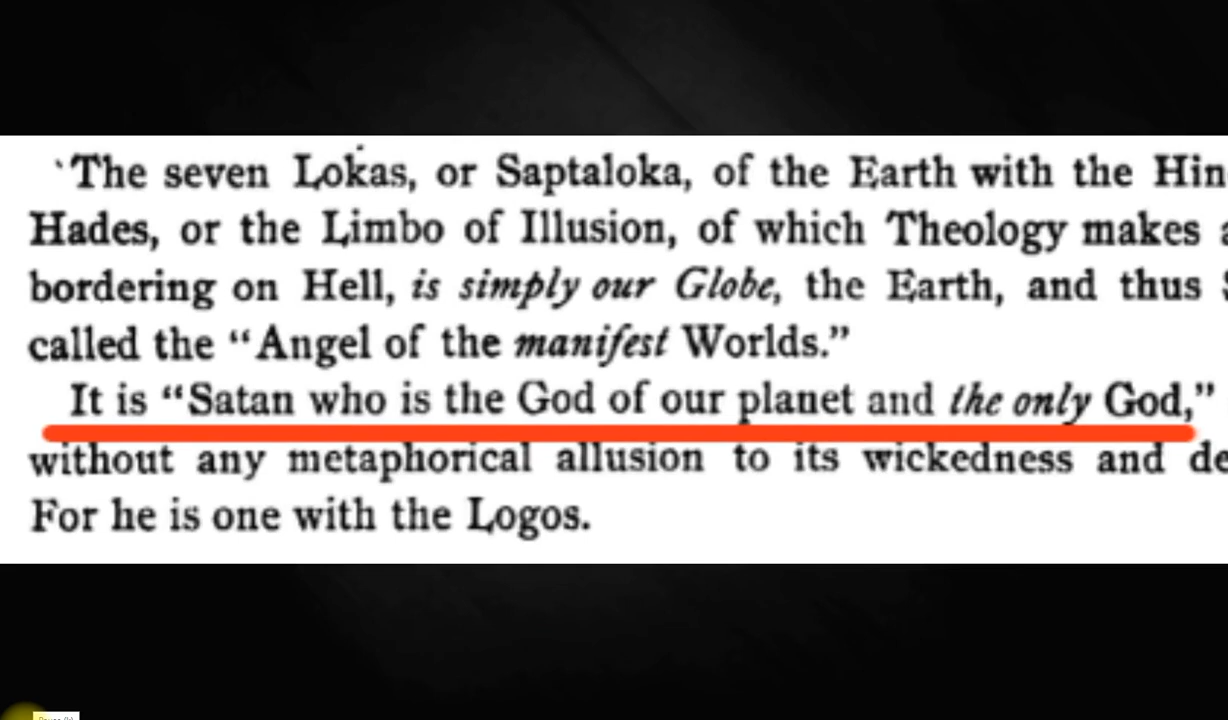 ‵The seven Lokas, or Saptaloka, of the Earth with the Hin
Hades, or the Limbo of Illusion, of which Theology makes a
bordering on Hell, is simply our Globe, the Earth, and thus S
called the “Angel of the manifest Worlds.”
It is “Satan who is the God of our planet and the only God,”
without any metaphorical allusion to its wickedness and de
For he is one with the Logos.